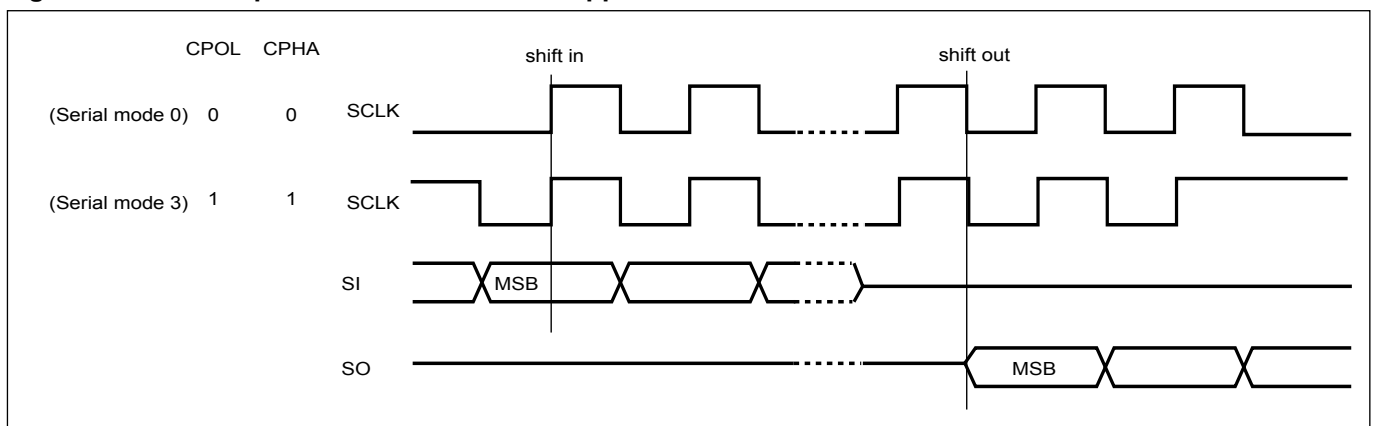 CPOL CPHA
shift in
shift out
(Serial mode 0) 0 0 SCLK
(Serial mode 3) 1 1 SCLK
SI
MSB
SO
MSB